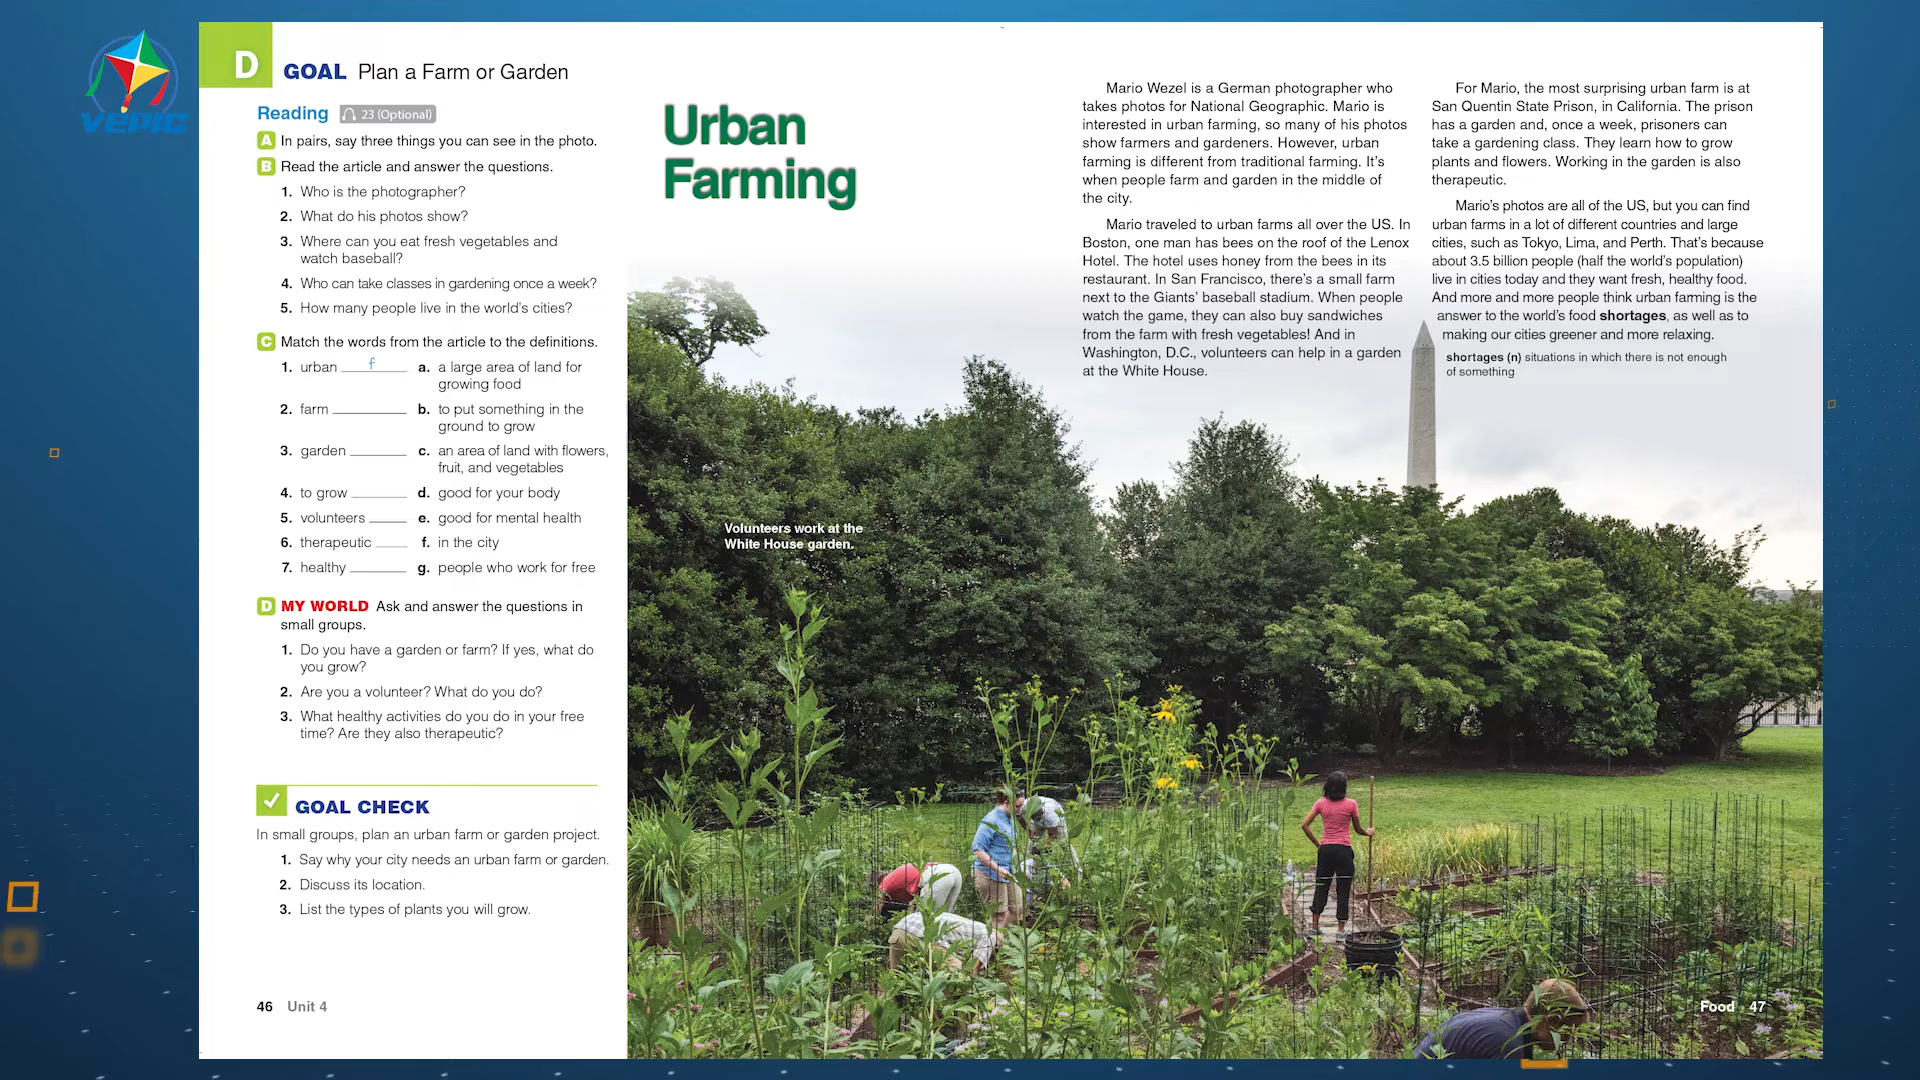 VEPIC
D
GOAL Plan a Farm or Garden
Reading 23 (Optional)
A In pairs, say three things you can see in the photo.
B Read the article and answer the questions.
1. Who is the photographer?
2. What do his photos show?
3. Where can you eat fresh vegetables and
watch baseball?
4. Who can take classes in gardening once a week?
5. How many people live in the world's cities?
C Match the words from the article to the definitions.
1. urban f a. a large area of land for
growing food
2. farm b. to put something in the
ground to grow
3. garden c. an area of land with flowers,
fruit, and vegetables
4. to grow d. good for your body
5. volunteers e. good for mental health
6. therapeutic f. in the city
7. healthy g. people who work for free
D MY WORLD Ask and answer the questions in
small groups.
1. Do you have a garden or farm? If yes, what do
you grow?
2. Are you a volunteer? What do you do?
3. What healthy activities do you do in your free
time? Are they also therapeutic?
GOAL CHECK
In small groups, plan an urban farm or garden project.
1. Say why your city needs an urban farm or garden.
2. Discuss its location.
3. List the types of plants you will grow.
46 Unit 4
Urban
Farming
Mario Wezel is a German photographer who
takes photos for National Geographic. Mario is
interested in urban farming, so many of his photos
show farmers and gardeners. However, urban
farming is different from traditional farming. It's
when people farm and garden in the middle of
the city.
Mario traveled to urban farms all over the US. In
Boston, one man has bees on the roof of the Lenox
Hotel. The hotel uses honey from the bees in its
restaurant. In San Francisco, there's a small farm
next to the Giants' baseball stadium. When people
watch the game, they can also buy sandwiches
from the farm with fresh vegetables! And in
Washington, D.C., volunteers can help in a garden
at the White House.
For Mario, the most surprising urban farm is at
San Quentin State Prison, in California. The prison
has a garden and, once a week, prisoners can
take a gardening class. They learn how to grow
plants and flowers. Working in the garden is also
therapeutic.
Mario's photos are all of the US, but you can find
urban farms in a lot of different countries and large
cities, such as Tokyo, Lima, and Perth. That's because
about 3.5 billion people (half the world's population)
live in cities today and they want fresh, healthy food.
And more and more people think urban farming is the
answer to the world's food shortages, as well as to
making our cities greener and more relaxing.
shortages (n) situations in which there is not enough
of something
Volunteers work at the
White House garden.
Food 47